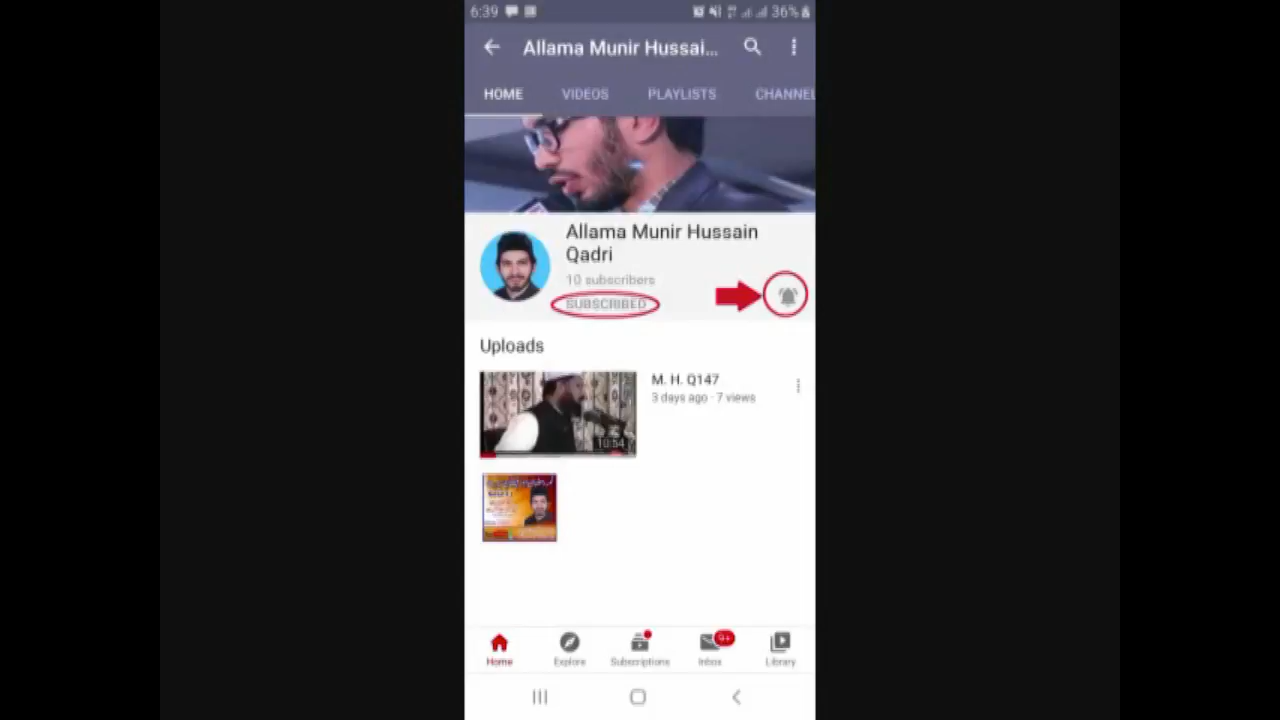 6:39
36%
Allama Munir Hussai...
HOME
VIDEOS
PLAYLISTS
CHANNEL
Allama Munir Hussain
Qadri
10 subscribers
SUBSCRIBED
Uploads
M. H. Q147
3 days ago · 7 views
10:54
Home
Explore
Subscriptions
9+
Inbox
Library